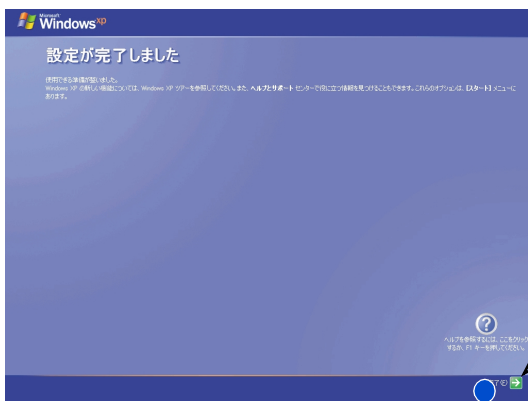 Microsoft
Windows xp
設定が完了しました
使用できる準備が整いました。
Windows XP の新しい機能については、Windows XP ツアーを参照してください。また、ヘルプとサポート センターで役に立つ情報を見つけることもできます。これらのオプションは、[スタート] メニューに
あります。
ヘルプを参照するには、ここをクリック
するか、F1 キーを押してください。
了(F)